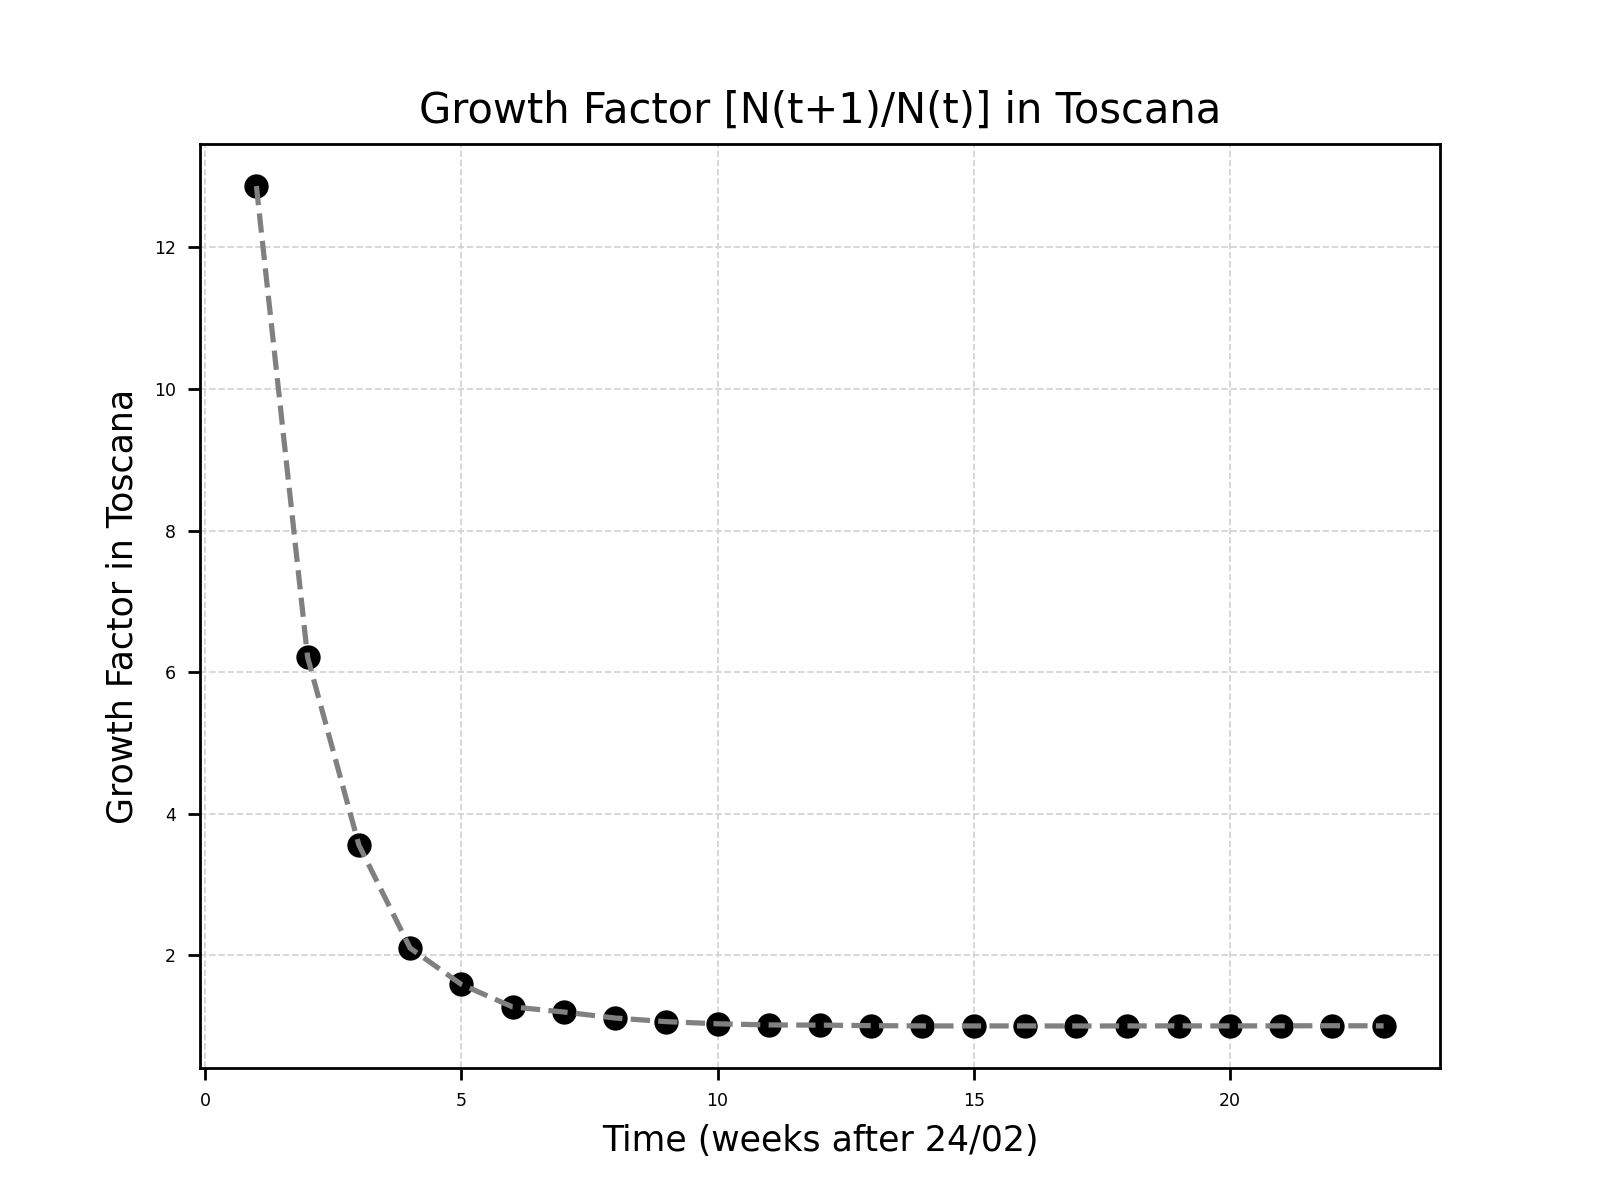 Growth Factor [N(t+1)/N(t)] in Toscana
Growth Factor in Toscana
12
10
8
6
4
2
0 5 10 15 20
Time (weeks after 24/02)